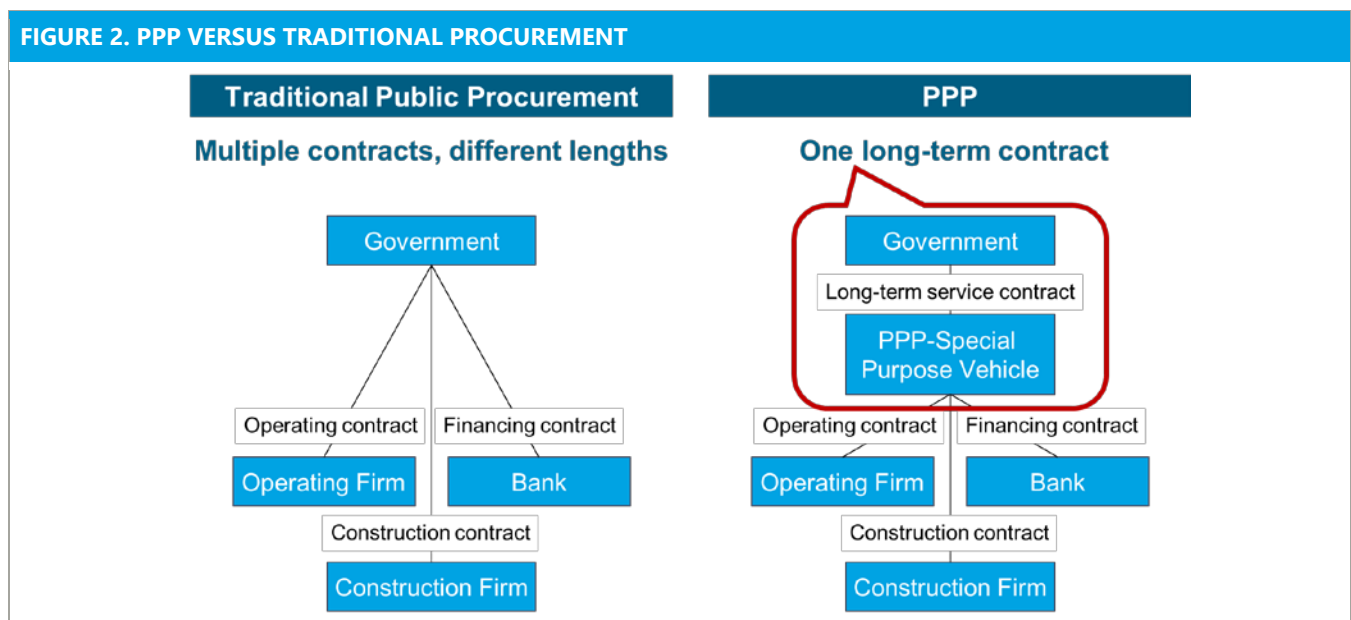 FIGURE 2. PPP VERSUS TRADITIONAL PROCUREMENT
Traditional Public Procurement
Multiple contracts, different lengths
Government
Operating contract
Financing contract
Operating Firm
Bank
Construction contract
Construction Firm
PPP
One long-term contract
Government
Long-term service contract
PPP-Special
Purpose Vehicle
Operating contract
Financing contract
Operating Firm
Bank
Construction contract
Construction Firm